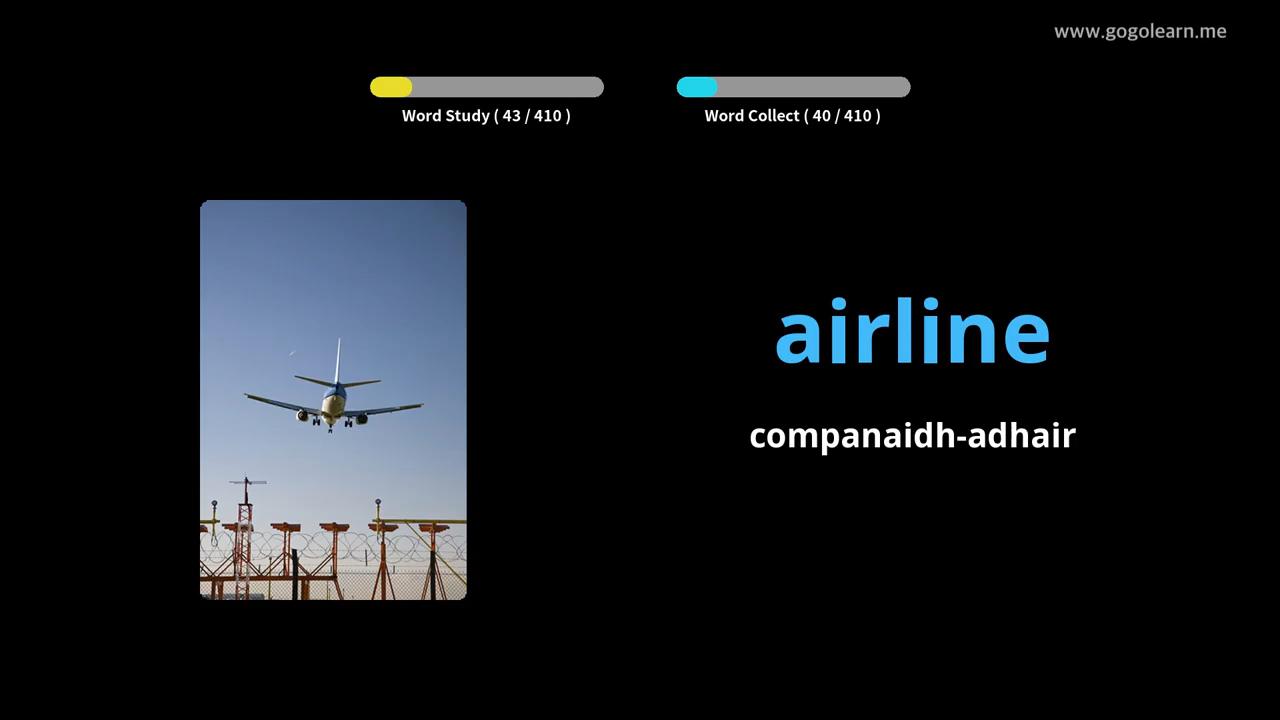 www.gogolearn.me
Word Study ( 43 / 410 )
Word Collect ( 40 / 410 )
airline
companaidh-adhair